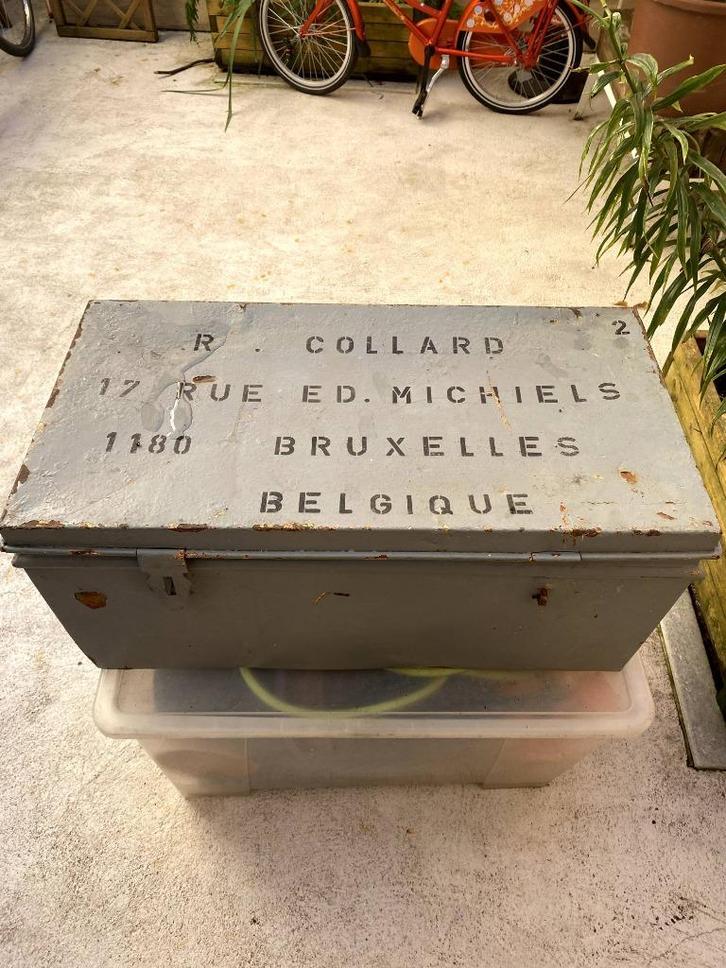 2
R. COLLARD
17 RUE ED. MICHIELS
1180 BRUXELLES
BELGIQUE